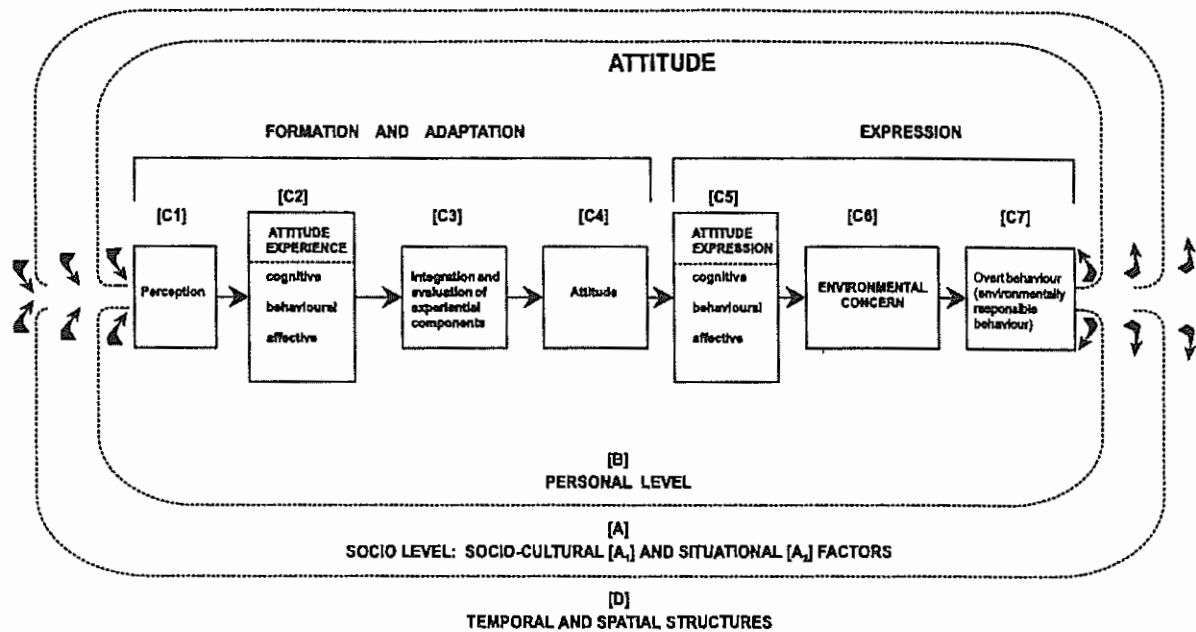 ATTITUDE
FORMATION AND ADAPTATION
EXPRESSION
[C1]
[C2]
[C3]
[C4]
[C5]
[C6]
[C7]
Perception
ATTITUDE
EXPERIENCE
cognitive
behavioural
affective
Integration and
evaluation of
experiential
components
Attitude
ATTITUDE
EXPRESSION
cognitive
behavioural
affective
ENVIRONMENTAL
CONCERN
Overt behaviour
(environmentally
responsible
behaviour)
[B]
PERSONAL LEVEL
[A]
SOCIO LEVEL: SOCIO-CULTURAL [A₁] AND SITUATIONAL [A₂] FACTORS
[D]
TEMPORAL AND SPATIAL STRUCTURES